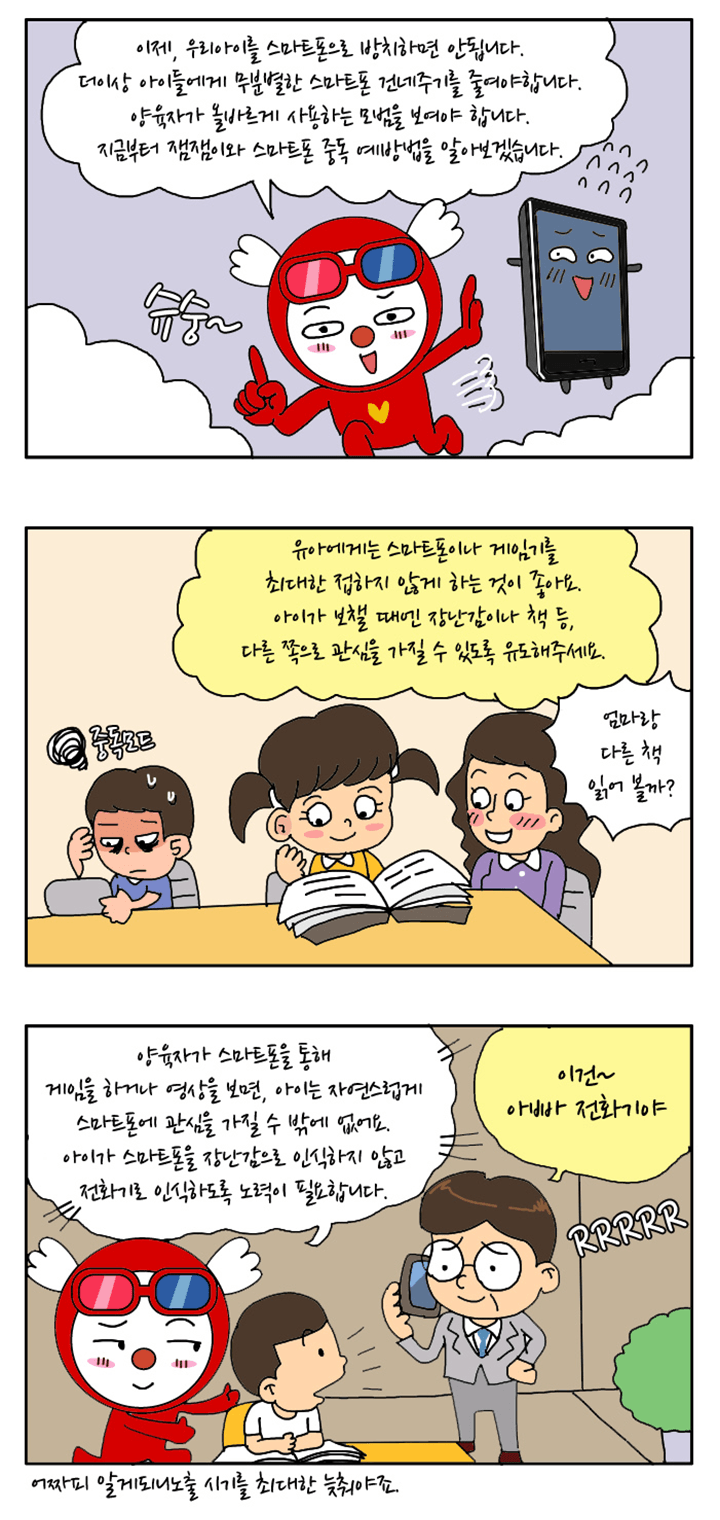 이제, 우리아이를 스마트폰으로 방치하면 안됩니다.
더이상 아이들에게 무분별한 스마트폰 건네주기를 줄여야합니다.
양육자가 올바르게 사용하는 모범을 보여야 합니다.
지금부터 잼잼이와 스마트폰 중독 예방법을 알아보겠습니다.
슈숭~
유아에게는 스마트폰이나 게임기를
최대한 접하지 않게 하는 것이 좋아요.
아이가 보챌 때엔 장난감이나 책 등,
다른 쪽으로 관심을 가질 수 있도록 유도해주세요.
중독모드
엄마랑
다른 책
읽어 볼까?
양육자가 스마트폰을 통해
게임을 하거나 영상을 보면, 아이는 자연스럽게
스마트폰에 관심을 가질 수 밖에 없어요.
아이가 스마트폰을 장난감으로 인식하지 않고
전화기로 인식하도록 노력이 필요합니다.
이건~
아빠바 전화기야
RRRRR
어짜피 알게되니노출 시기를 최대한 늦춰야죠.